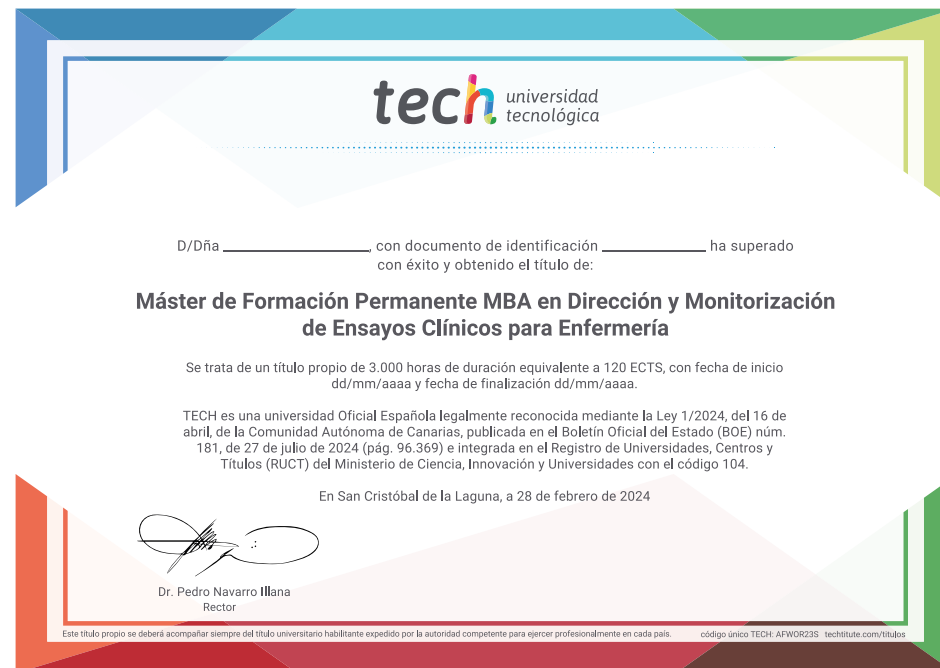 tech universidad
tecnológica
D/Dña ______________, con documento de identificación __________ ha superado
con éxito y obtenido el título de:
Máster de Formación Permanente MBA en Dirección y Monitorización
de Ensayos Clínicos para Enfermería
Se trata de un título propio de 3.000 horas de duración equivalente a 120 ECTS, con fecha de inicio
dd/mm/aaaa y fecha de finalización dd/mm/aaaa.
TECH es una universidad Oficial Española legalmente reconocida mediante la Ley 1/2024, del 16 de
abril, de la Comunidad Autónoma de Canarias, publicada en el Boletín Oficial del Estado (BOE) núm.
181, de 27 de julio de 2024 (pág. 96.369) e integrada en el Registro de Universidades, Centros y
Títulos (RUCT) del Ministerio de Ciencia, Innovación y Universidades con el código 104.
En San Cristóbal de la Laguna, a 28 de febrero de 2024
Dr. Pedro Navarro Illana
Rector
Este título propio se deberá acompañar siempre del título universitario habilitante expedido por la autoridad competente para ejercer profesionalmente en cada país. código único TECH: AFWOR23S techtitute.com/titulos